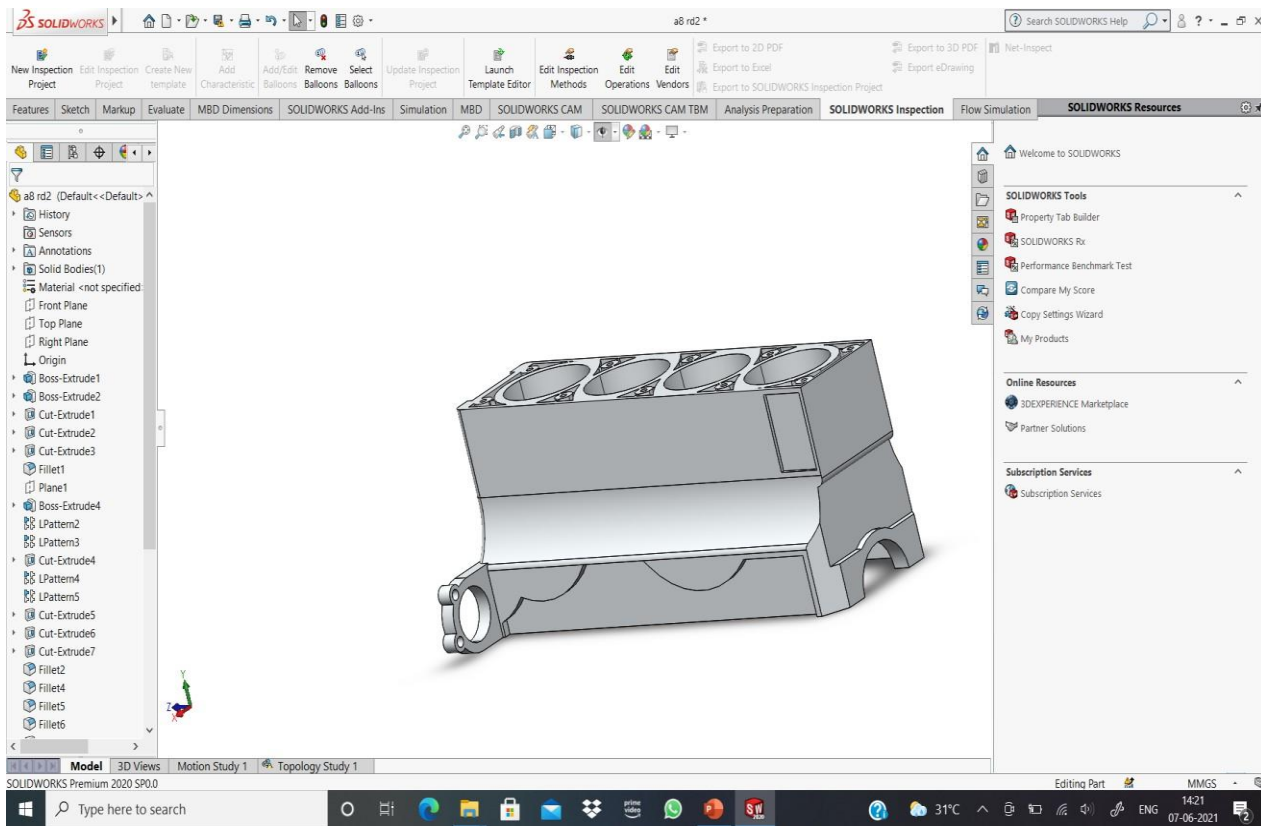 SOLIDWORKS
a8 rd2 *
Search SOLIDWORKS Help
New Inspection Project
Edit Inspection Project
Create New template
Add Characteristic
Add/Edit Balloons
Remove Balloons
Select Balloons
Update Inspection Project
Launch Template Editor
Edit Inspection Methods
Edit Operations
Edit Vendors
Export to 2D PDF
Export to Excel
Export to SOLIDWORKS Inspection Project
Export to 3D PDF
Export eDrawing
Net-Inspect
Features Sketch Markup Evaluate MBD Dimensions SOLIDWORKS Add-Ins Simulation MBD SOLIDWORKS CAM SOLIDWORKS CAM TBM Analysis Preparation SOLIDWORKS Inspection Flow Simulation
SOLIDWORKS Resources
a8 rd2 (Default<<Default>
History
Sensors
Annotations
Solid Bodies(1)
Material <not specified
Front Plane
Top Plane
Right Plane
Origin
Boss-Extrude1
Boss-Extrude2
Cut-Extrude1
Cut-Extrude2
Cut-Extrude3
Fillet1
Plane1
Boss-Extrude4
LPattern2
LPattern3
Cut-Extrude4
LPattern4
LPattern5
Cut-Extrude5
Cut-Extrude6
Cut-Extrude7
Fillet2
Fillet4
Fillet5
Fillet6
Y
Z
X
Welcome to SOLIDWORKS
SOLIDWORKS Tools
Property Tab Builder
SOLIDWORKS Rx
Performance Benchmark Test
Compare My Score
Copy Settings Wizard
My Products
Online Resources
3DEXPERIENCE Marketplace
Partner Solutions
Subscription Services
Subscription Services
Model 3D Views Motion Study 1 Topology Study 1
SOLIDWORKS Premium 2020 SP0.0
Editing Part MMGS
Type here to search
prime video
SW 2020
31°C
ENG
14:21
07-06-2021